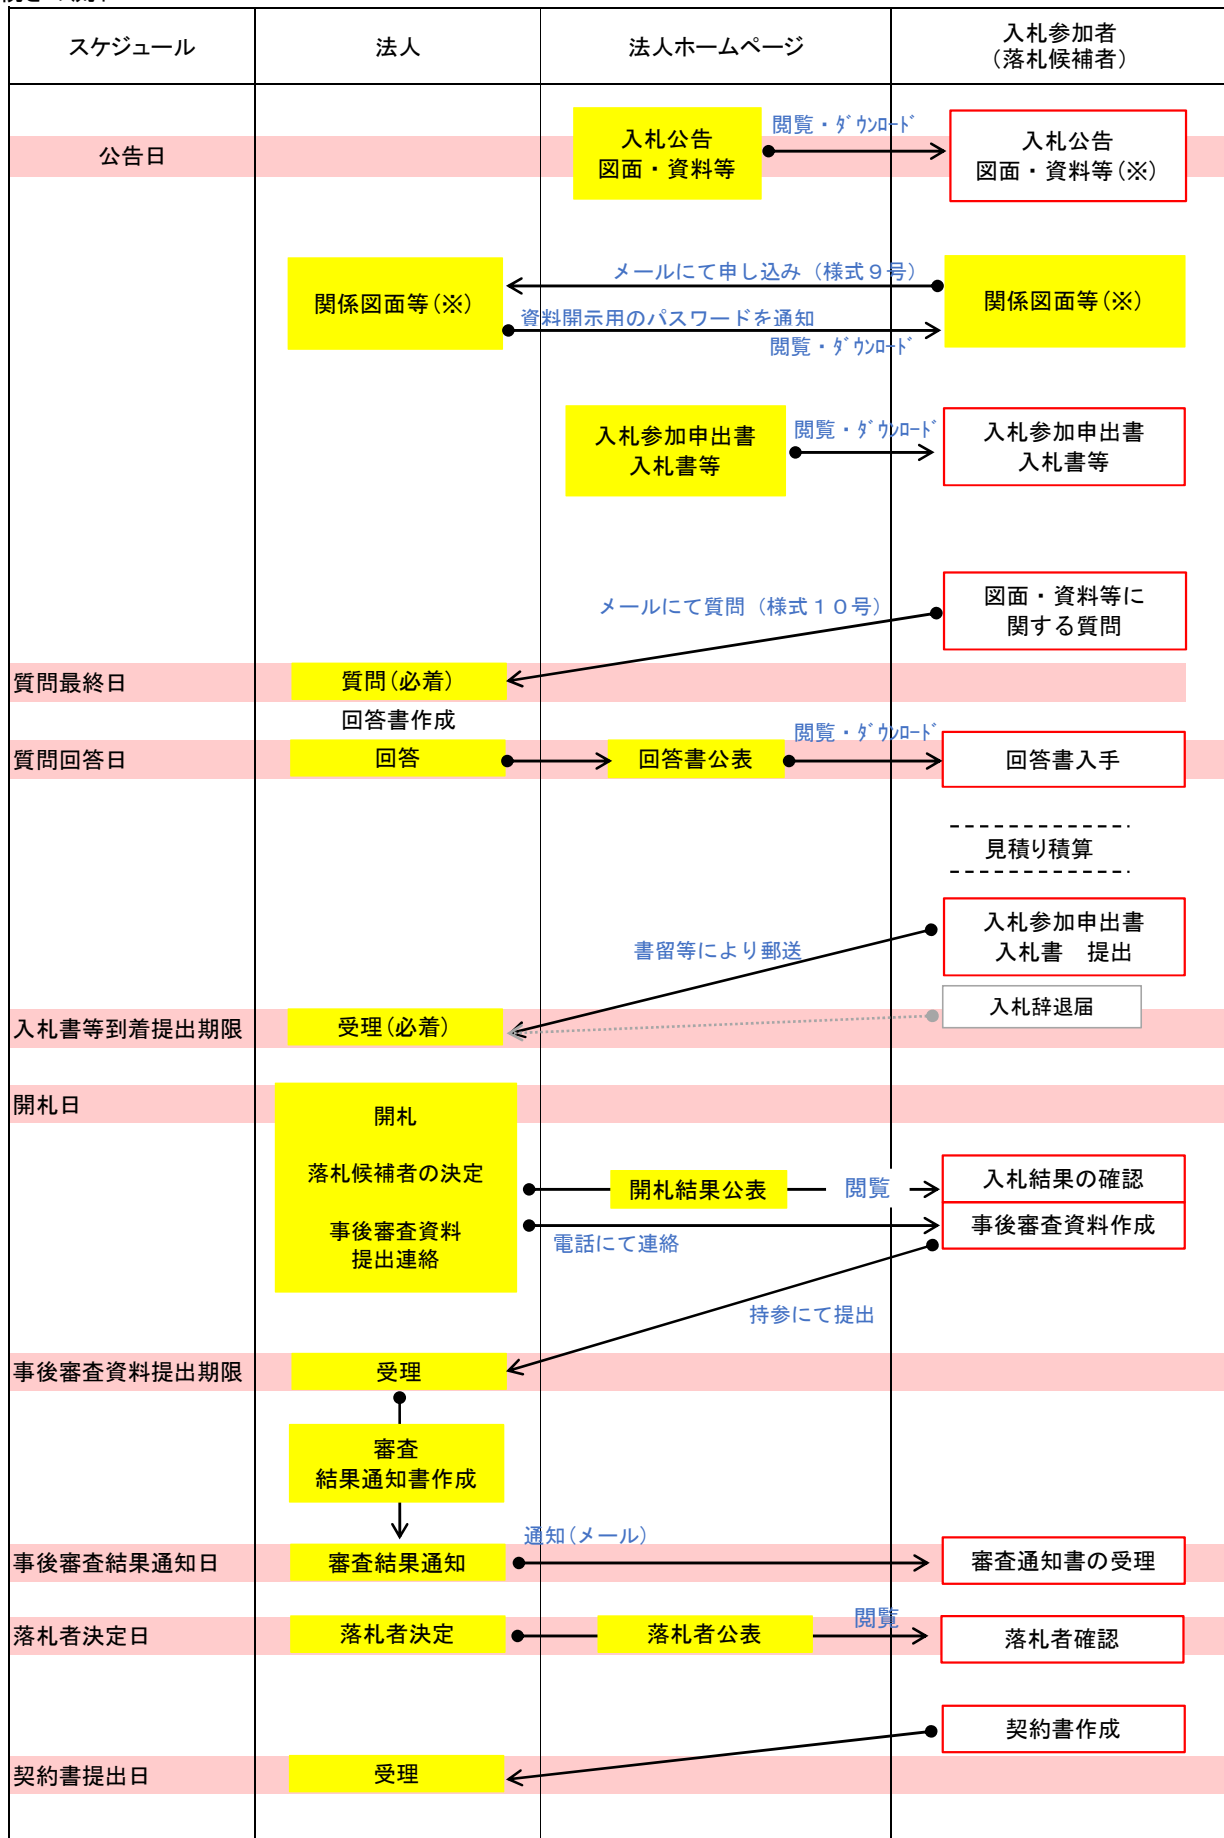 スケジュール
法人
法人ホームページ
入札参加者
（落札候補者）
公告日
入札公告
図面・資料等
閲覧・ﾀﾞｳﾝﾛｰﾄﾞ
入札公告
図面・資料等(※)
関係図面等(※)
メールにて申し込み（様式９号）
資料開示用のパスワードを通知
閲覧・ﾀﾞｳﾝﾛｰﾄﾞ
関係図面等(※)
入札参加申出書
入札書等
閲覧・ﾀﾞｳﾝﾛｰﾄﾞ
入札参加申出書
入札書等
メールにて質問（様式１０号）
図面・資料等に
関する質問
質問最終日
質問(必着)
回答書作成
質問回答日
回答
回答書公表
閲覧・ﾀﾞｳﾝﾛｰﾄﾞ
回答書入手
見積り積算
入札参加申出書
入札書　提出
書留等により郵送
入札辞退届
入札書等到着提出期限
受理(必着)
開札日
開札
落札候補者の決定
開札結果公表
閲覧
入札結果の確認
事後審査資料
提出連絡
電話にて連絡
事後審査資料作成
持参にて提出
事後審査資料提出期限
受理
審査
結果通知書作成
通知(メール)
事後審査結果通知日
審査結果通知
審査通知書の受理
落札者決定日
落札者決定
落札者公表
閲覧
落札者確認
契約書作成
契約書提出日
受理